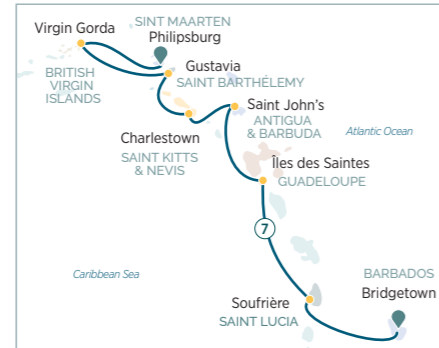 SINT MAARTEN
Philipsburg
Virgin Gorda
BRITISH
VIRGIN
ISLANDS
Gustavia
SAINT BARTHÉLEMY
Saint John's
ANTIGUA
& BARBUDA
Atlantic Ocean
Charlestown
SAINT KITTS
& NEVIS
Îles des Saintes
GUADELOUPE
7
Caribbean Sea
BARBADOS
Bridgetown
Soufrière
SAINT LUCIA